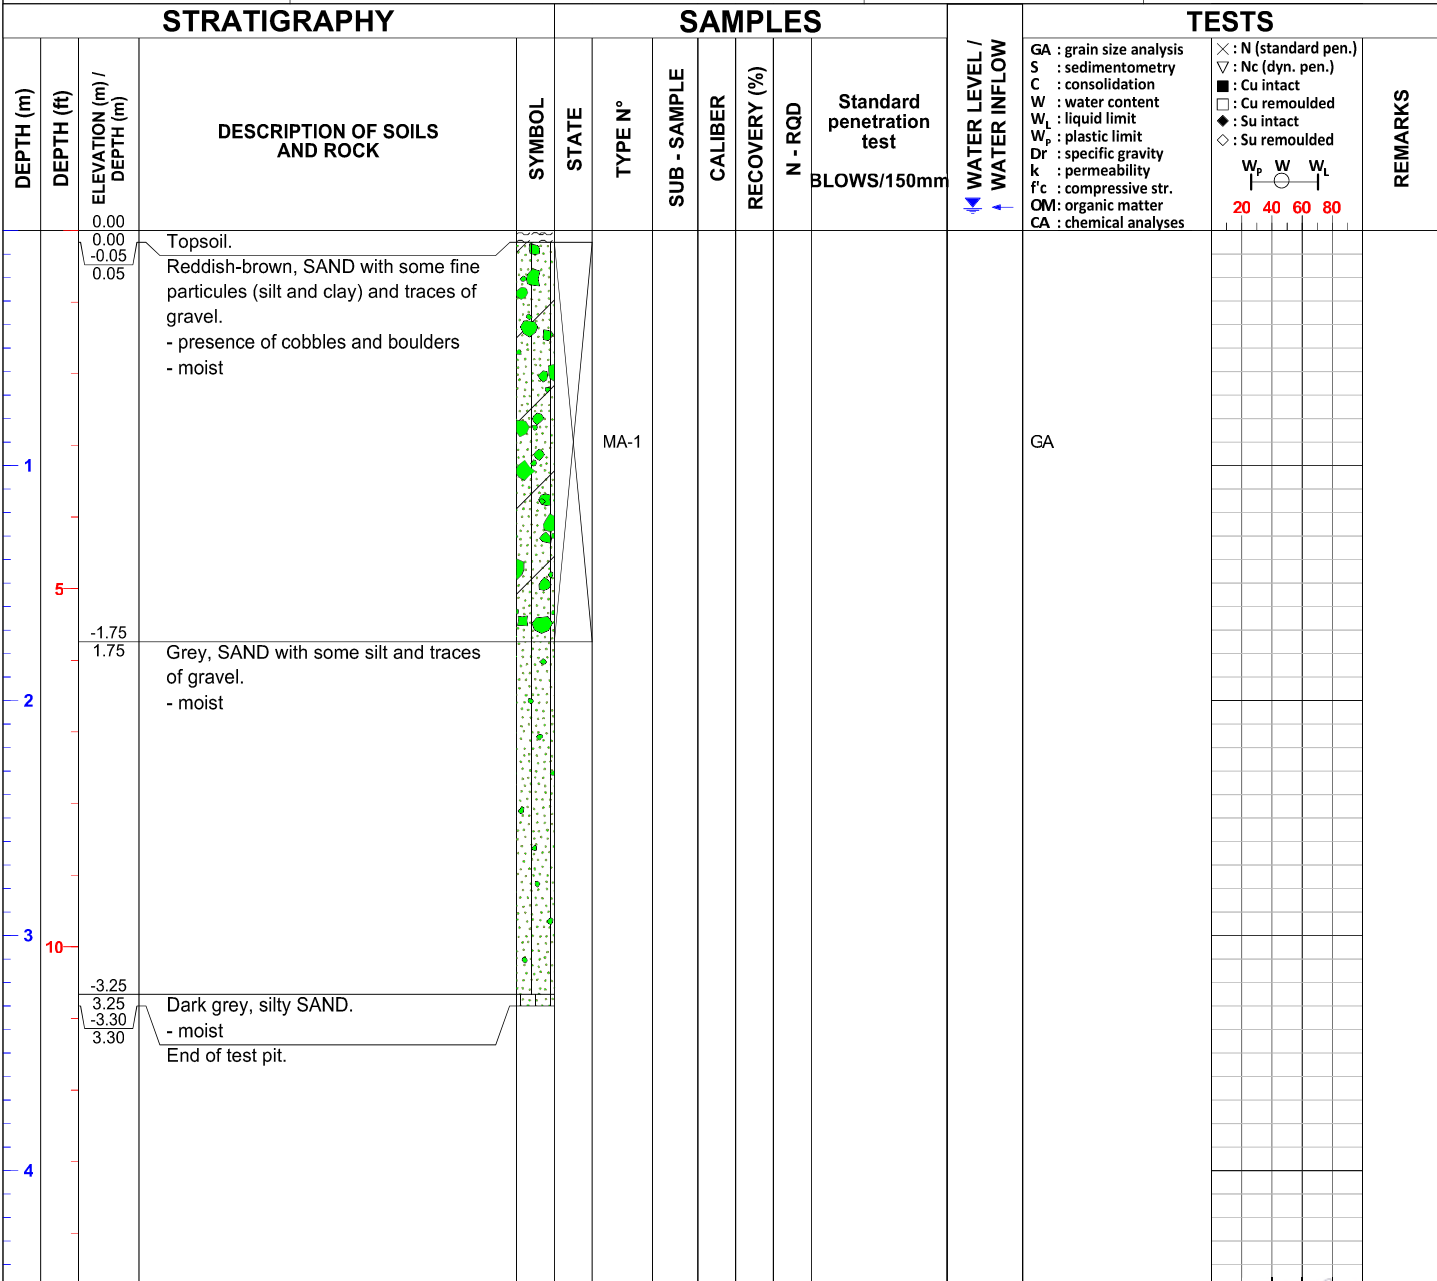 STRATIGRAPHY
SAMPLES
TESTS
DEPTH (m)
DEPTH (ft)
ELEVATION (m) /
DEPTH (m)
DESCRIPTION OF SOILS
AND ROCK
SYMBOL
STATE
TYPE N°
SUB - SAMPLE
CALIBER
RECOVERY (%)
N - RQD
Standard
penetration
test
BLOWS/150mm
WATER LEVEL /
WATER INFLOW
GA : grain size analysis
S : sedimentometry
C : consolidation
W : water content
WL : liquid limit
WP : plastic limit
Dr : specific gravity
k : permeability
f'c : compressive str.
OM: organic matter
CA : chemical analyses
× : N (standard pen.)
▽ : Nc (dyn. pen.)
■ : Cu intact
□ : Cu remoulded
◆ : Su intact
◇ : Su remoulded
WP W WL
20 40 60 80
REMARKS
0.00
0.00
-0.05
0.05
Topsoil.
Reddish-brown, SAND with some fine
particules (silt and clay) and traces of
gravel.
- presence of cobbles and boulders
- moist
MA-1
GA
1
5
-1.75
1.75
Grey, SAND with some silt and traces
of gravel.
- moist
2
3
10
-3.25
3.25
-3.30
3.30
Dark grey, silty SAND.
- moist
End of test pit.
4